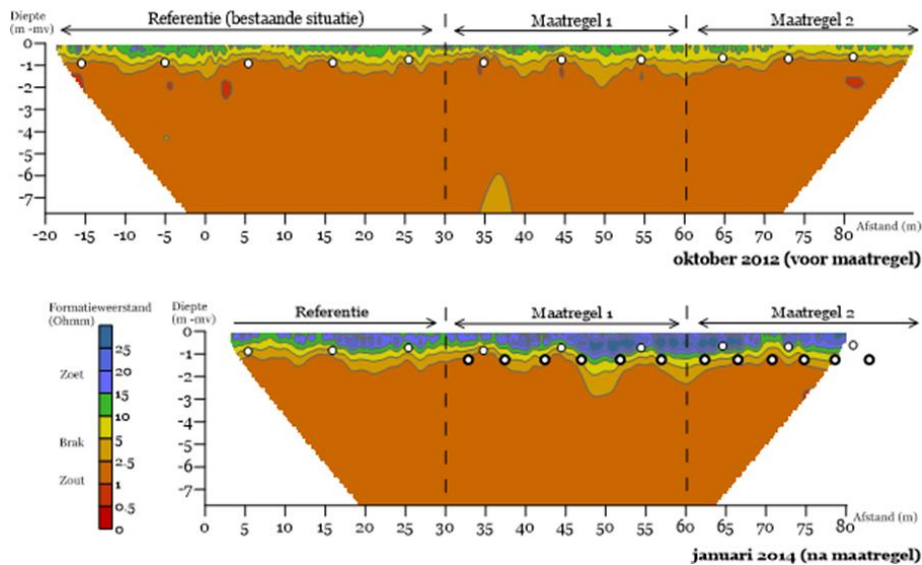 Diepte
(m -mv)
Referentie (bestaande situatie)
Maatregel 1
Maatregel 2
0
-1
-2
-3
-4
-5
-6
-7
-20 -15 -10 -5 0 5 10 15 20 25 30 35 40 45 50 55 60 65 70 75 80
Afstand (m)
oktober 2012 (voor maatregel)
Formatieweerstand
(Ohmm)
Diepte
(m -mv)
Referentie
Maatregel 1
Maatregel 2
25
20
15
10
5
2.5
1
0.5
0
Zoet
Brak
Zout
0
-1
-2
-3
-4
-5
-6
-7
0 5 10 15 20 25 30 35 40 45 50 55 60 65 70 75 80
Afstand (m)
januari 2014 (na maatregel)